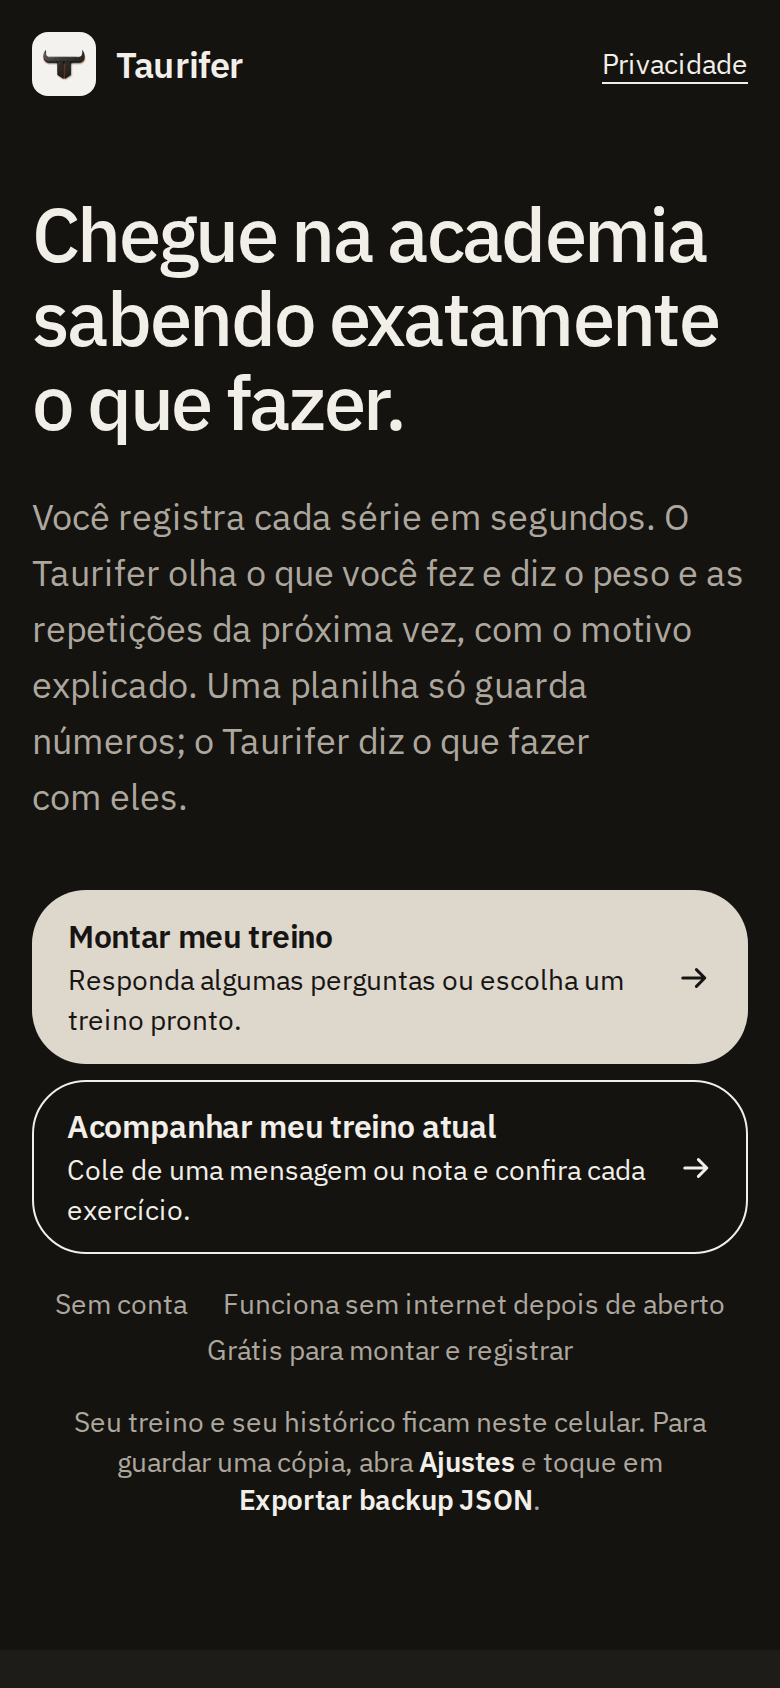 Taurifer
Privacidade
Chegue na academia
sabendo exatamente
o que fazer.
Você registra cada série em segundos. O
Taurifer olha o que você fez e diz o peso e as
repetições da próxima vez, com o motivo
explicado. Uma planilha só guarda
números; o Taurifer diz o que fazer
com eles.
Montar meu treino
Responda algumas perguntas ou escolha um
treino pronto.
Acompanhar meu treino atual
Cole de uma mensagem ou nota e confira cada
exercício.
Sem conta Funciona sem internet depois de aberto
Grátis para montar e registrar
Seu treino e seu histórico ficam neste celular. Para
guardar uma cópia, abra Ajustes e toque em
Exportar backup JSON.